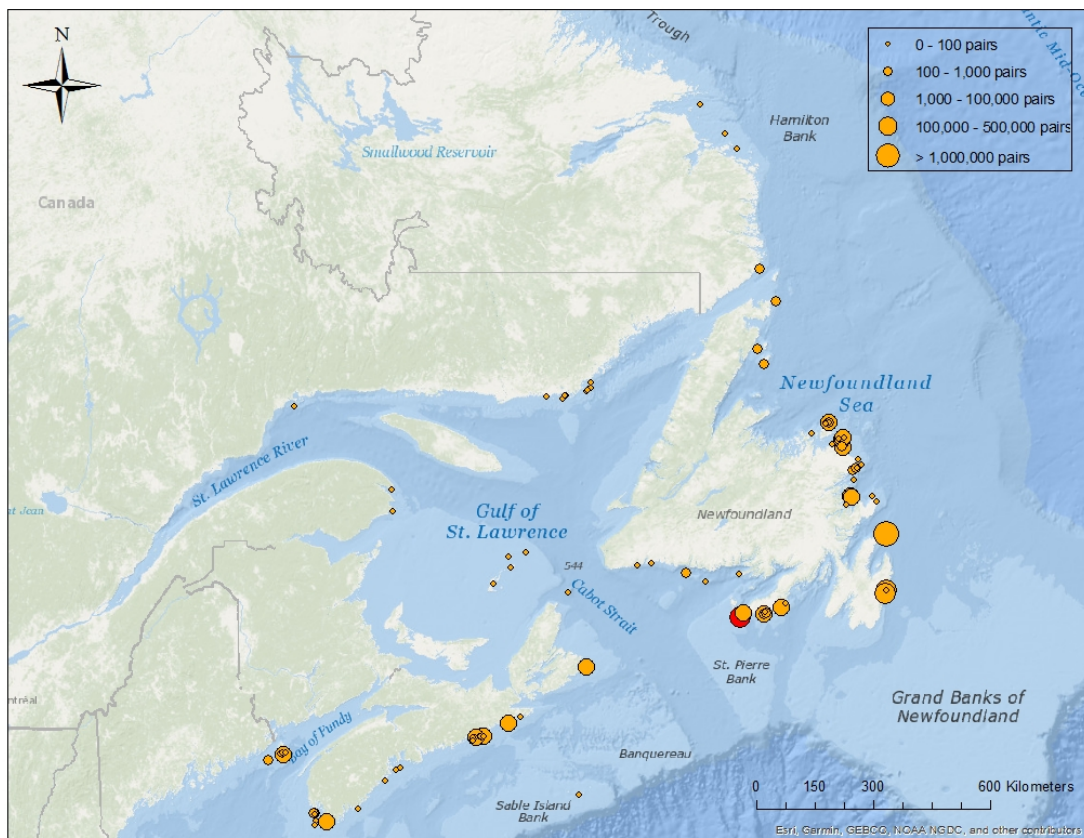 N
Trough
Hamilton
Bank
0 - 100 pairs
100 - 1,000 pairs
1,000 - 100,000 pairs
100,000 - 500,000 pairs
> 1,000,000 pairs
Smallwood Reservoir
Canada
Newfoundland
Sea
St. Lawrence River
Jean
Gulf of
St. Lawrence
Newfoundland
544
Cabot Strait
St. Pierre
Bank
Grand Banks of
Newfoundland
Bay of Fundy
Banquereau
Sable Island
Bank
0 150 300 600 Kilometers
Esri, Garmin, GEBCO, NOAA NGDC, and other contributors